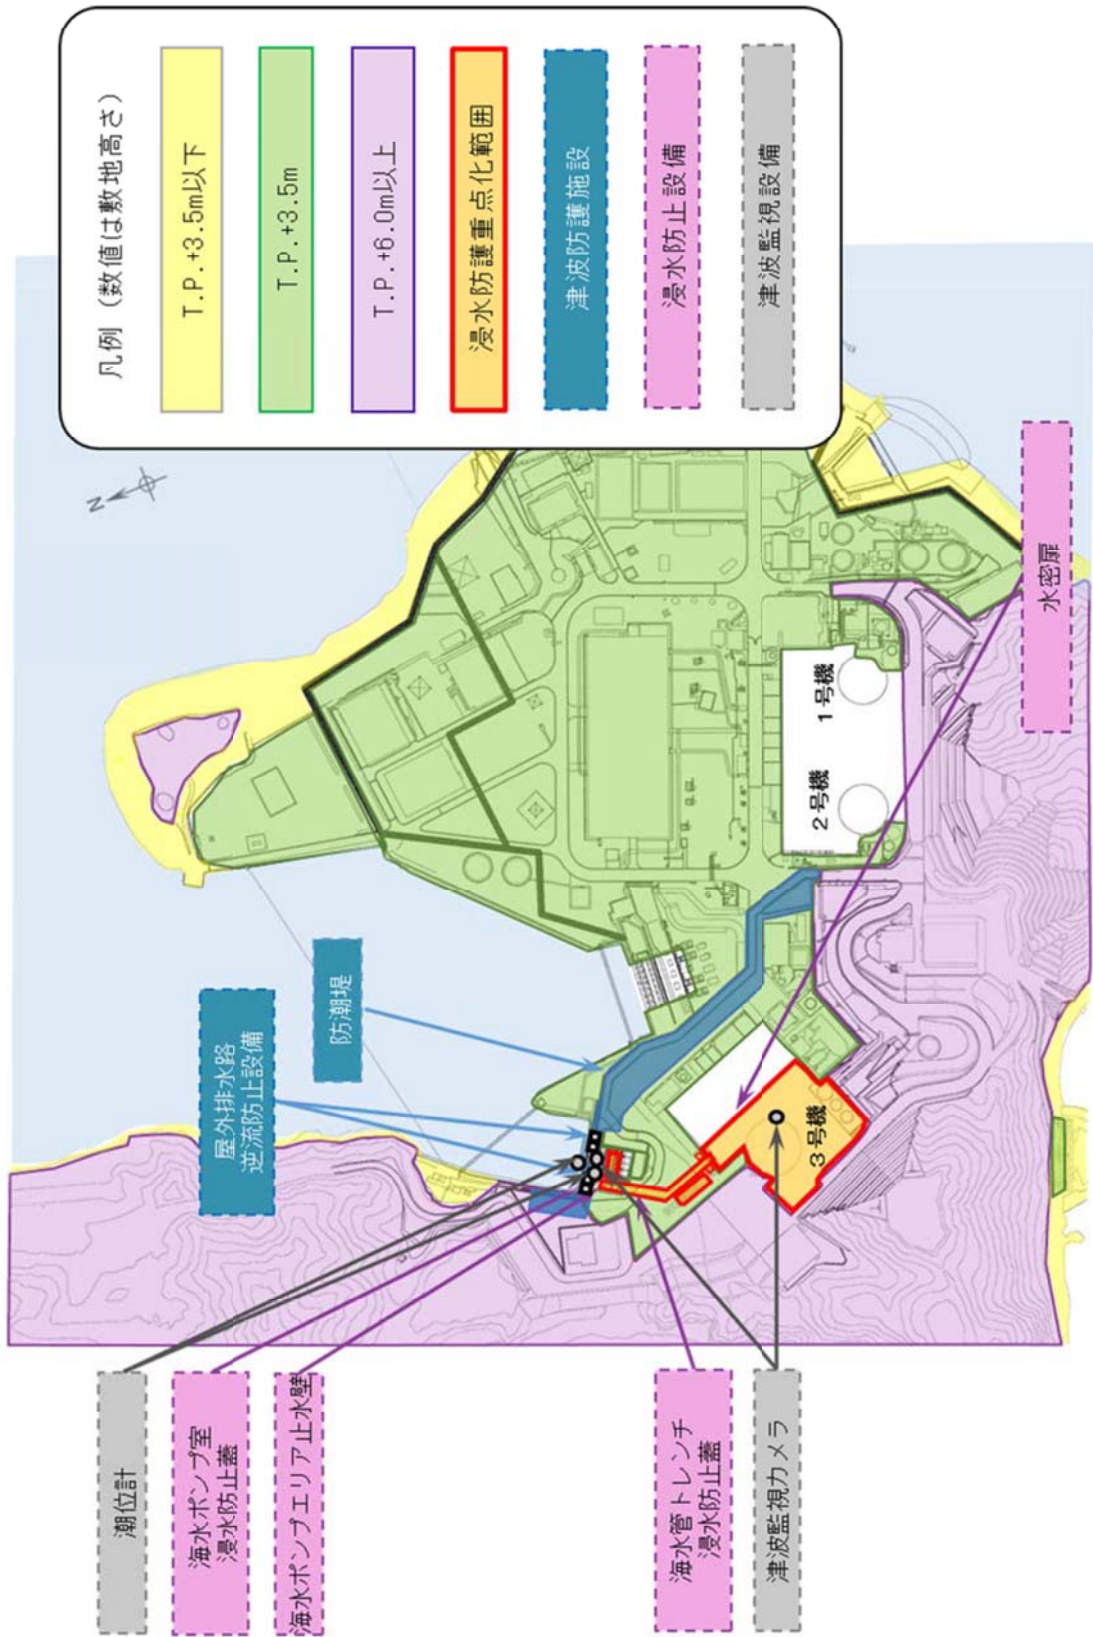 凡例（数値は敷地高さ）
T.P.+3.5m以下
T.P.+3.5m
T.P.+6.0m以上
浸水防護重点化範囲
津波防護施設
浸水防止設備
津波監視設備
N
屋外排水路
逆流防止設備
防潮堤
水密扉
1号機
2号機
3号機
潮位計
海水ポンプ室
浸水防止蓋
海水ポンプエリア止水壁
海水管トレンチ
浸水防止蓋
津波監視カメラ